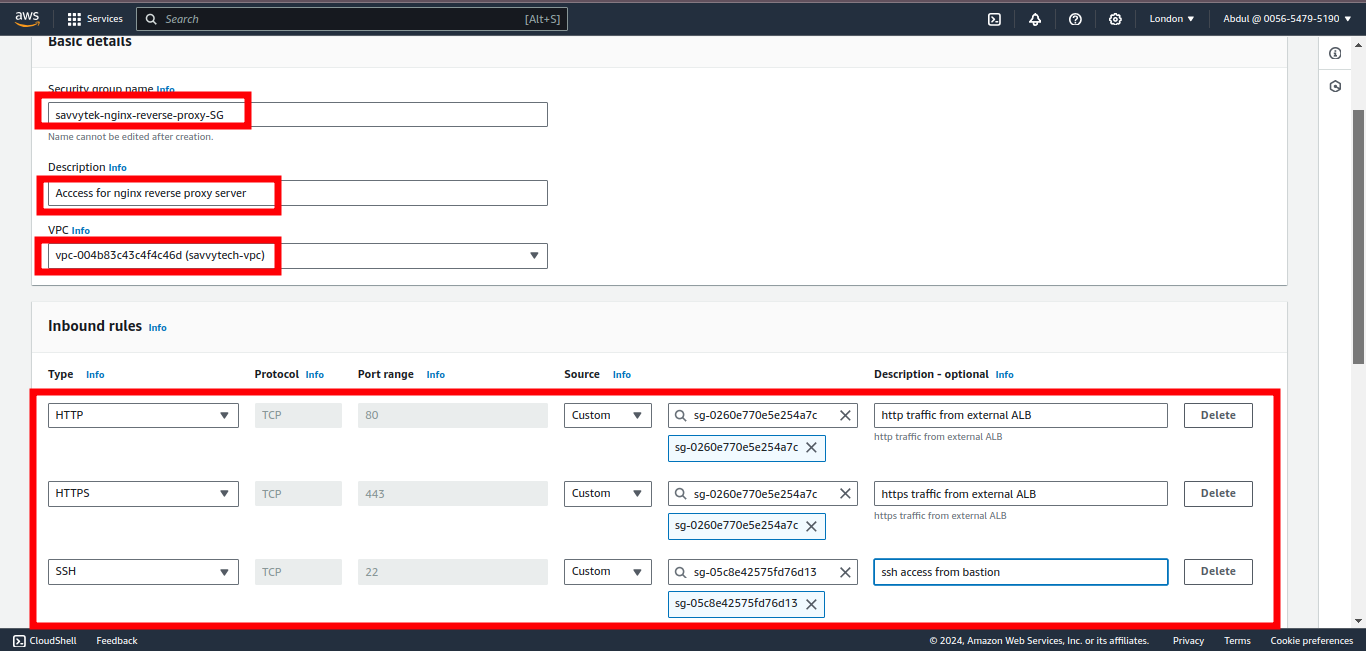 aws Services Search [Alt+S] London Abdul @ 0056-5479-5190
Basic details
Security group name Info
savvytek-nginx-reverse-proxy-SG
Name cannot be edited after creation.
Description Info
Acccess for nginx reverse proxy server
VPC Info
vpc-004b83c43c4f4c46d (savvytech-vpc)
Inbound rules Info
Type Info Protocol Info Port range Info Source Info Description - optional Info
HTTP TCP 80 Custom sg-0260e770e5e254a7c http traffic from external ALB Delete
http traffic from external ALB
sg-0260e770e5e254a7c
HTTPS TCP 443 Custom sg-0260e770e5e254a7c https traffic from external ALB Delete
https traffic from external ALB
sg-0260e770e5e254a7c
SSH TCP 22 Custom sg-05c8e42575fd76d13 ssh access from bastion Delete
sg-05c8e42575fd76d13
CloudShell Feedback © 2024, Amazon Web Services, Inc. or its affiliates. Privacy Terms Cookie preferences